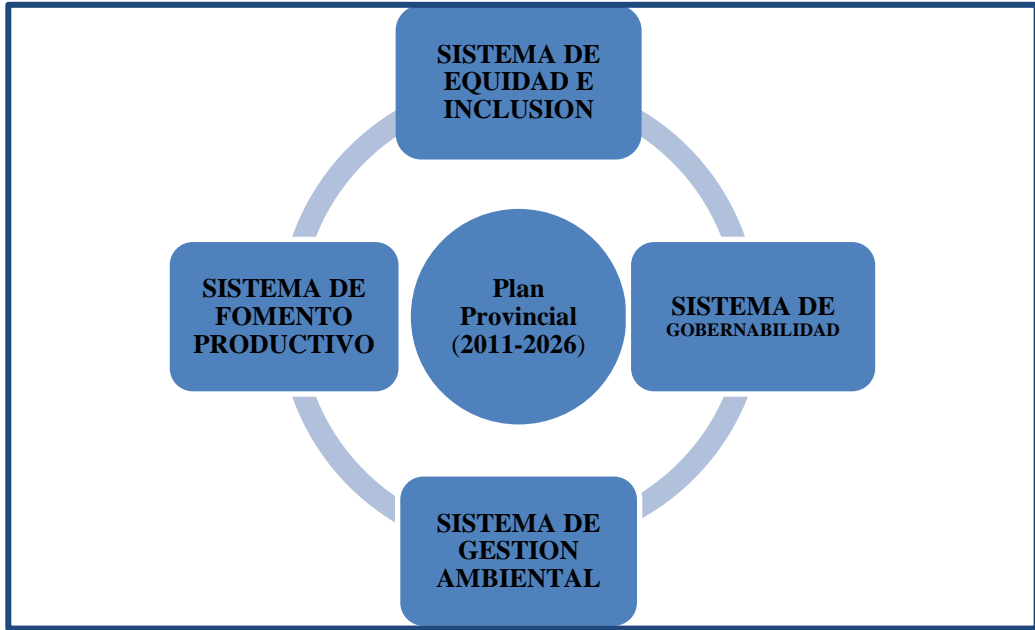 SISTEMA DE
EQUIDAD E
INCLUSION
SISTEMA DE
FOMENTO
PRODUCTIVO
Plan
Provincial
(2011-2026)
SISTEMA DE
GOBERNABILIDAD
SISTEMA DE
GESTION
AMBIENTAL